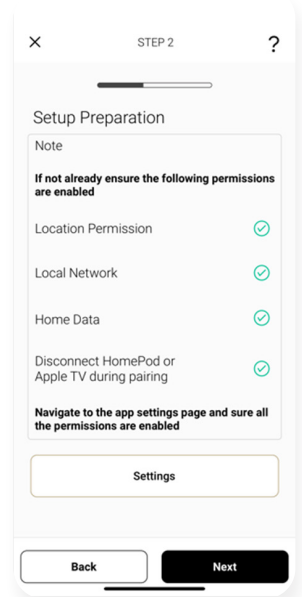 STEP 2
?
Setup Preparation
Note
If not already ensure the following permissions
are enabled
Location Permission
Local Network
Home Data
Disconnect HomePod or
Apple TV during pairing
Navigate to the app settings page and sure all
the permissions are enabled
Settings
Back
Next